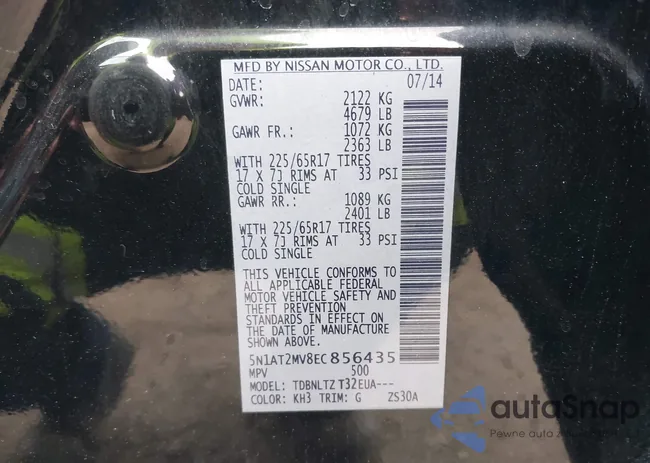 MFD BY NISSAN MOTOR CO., LTD.
DATE: 07/14
GVWR: 2122 KG
4679 LB
GAWR FR.: 1072 KG
2363 LB
WITH 225/65R17 TIRES
17 X 7J RIMS AT 33 PSI
COLD SINGLE
GAWR RR.: 1089 KG
2401 LB
WITH 225/65R17 TIRES
17 X 7J RIMS AT 33 PSI
COLD SINGLE
THIS VEHICLE CONFORMS TO
ALL APPLICABLE FEDERAL
MOTOR VEHICLE SAFETY AND
THEFT PREVENTION
STANDARDS IN EFFECT ON
THE DATE OF MANUFACTURE
SHOWN ABOVE.
5N1AT2MV8EC856435
MPV 500
MODEL: TDBNLTZ T32EUA---
COLOR: KH3 TRIM: G ZS30A
autoSnap
Pewne auto z